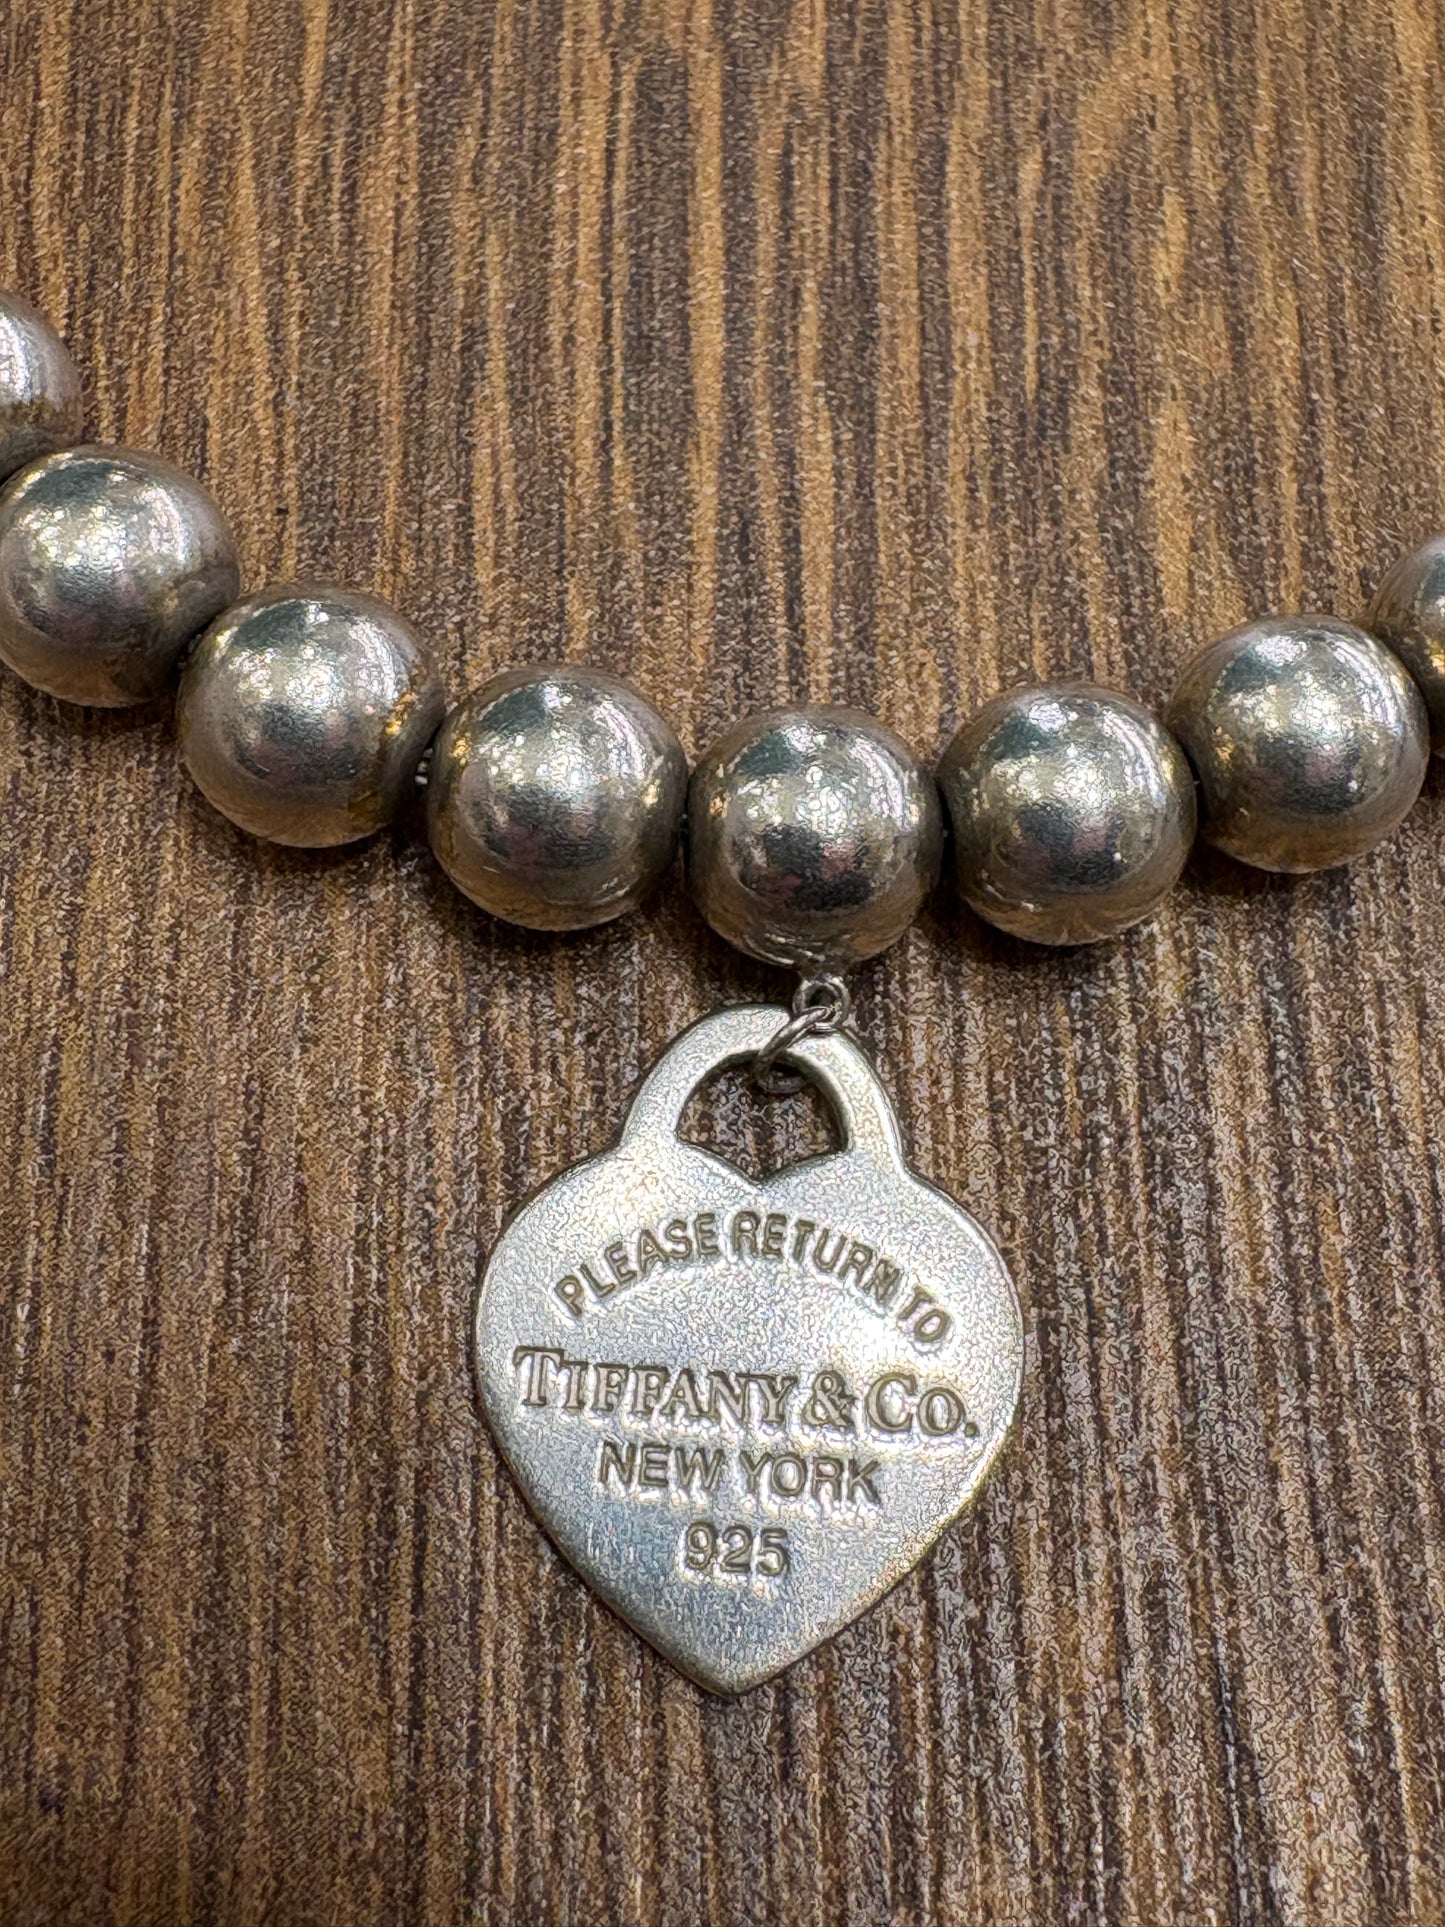 PLEASE RETURN TO
TIFFANY & CO.
NEW YORK
925